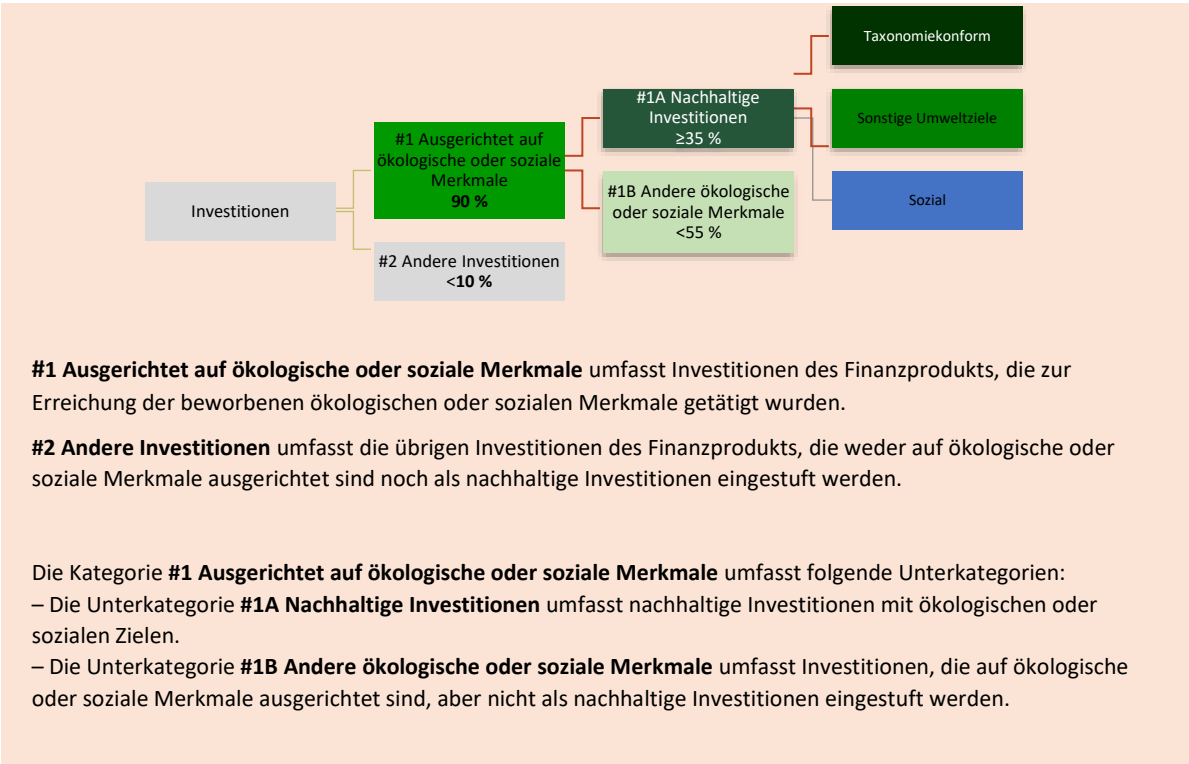 Investitionen
#1 Ausgerichtet auf
ökologische oder soziale
Merkmale
90 %
#2 Andere Investitionen
<10 %
#1A Nachhaltige
Investitionen
≥35 %
#1B Andere ökologische
oder soziale Merkmale
<55 %
Taxonomiekonform
Sonstige Umweltziele
Sozial
#1 Ausgerichtet auf ökologische oder soziale Merkmale umfasst Investitionen des Finanzprodukts, die zur
Erreichung der beworbenen ökologischen oder sozialen Merkmale getätigt wurden.
#2 Andere Investitionen umfasst die übrigen Investitionen des Finanzprodukts, die weder auf ökologische oder
soziale Merkmale ausgerichtet sind noch als nachhaltige Investitionen eingestuft werden.
Die Kategorie #1 Ausgerichtet auf ökologische oder soziale Merkmale umfasst folgende Unterkategorien:
– Die Unterkategorie #1A Nachhaltige Investitionen umfasst nachhaltige Investitionen mit ökologischen oder
sozialen Zielen.
– Die Unterkategorie #1B Andere ökologische oder soziale Merkmale umfasst Investitionen, die auf ökologische
oder soziale Merkmale ausgerichtet sind, aber nicht als nachhaltige Investitionen eingestuft werden.